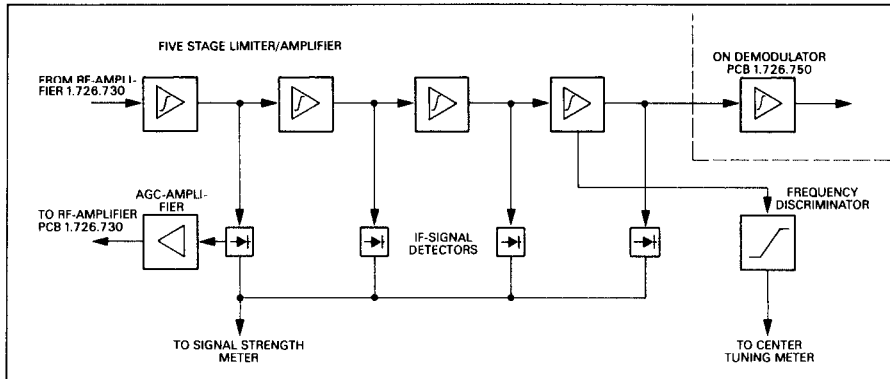 FIVE STAGE LIMITER/AMPLIFIER
FROM RF-AMPLI-
FIER 1.726.730
ON DEMODULATOR
PCB 1.726.750
AGC-AMPLI-
FIER
TO RF-AMPLIFIER
PCB 1.726.730
IF-SIGNAL
DETECTORS
FREQUENCY
DISCRIMINATOR
TO SIGNAL STRENGTH
METER
TO CENTER
TUNING METER